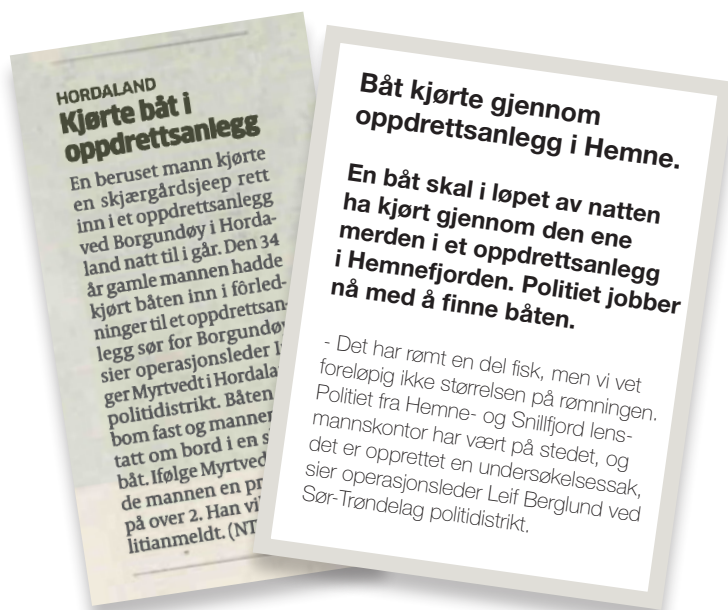 HORDALAND
Kjørte båt i
oppdrettsanlegg
En beruset mann kjørte
en skjærgårdsjeep rett
inn i et oppdrettsanlegg
ved Borgundøy i Horda-
land natt til i går. Den 34
år gamle mannen hadde
kjørt båten inn i fôrled-
ninger til et oppdrettsan-
legg sør for Borgundøy
sier operasjonsleder
ger Myrtvedt i
politidistrikt. Båten
bom fast og
tatt om bord i en
båt. Ifølge
de mannen en
på over 2. Han
litianmeldt.
Båt kjørte gjennom
oppdrettsanlegg i Hemne.
En båt skal i løpet av natten
ha kjørt gjennom den ene
merden i et oppdrettsanlegg
i Hemnefjorden. Politiet jobber
nå med å finne båten.
- Det har rømt en del fisk, men vi vet
foreløpig ikke størrelsen på rømningen.
Politiet fra Hemne- og Snillfjord lens-
mannskontor har vært på stedet, og
det er opprettet en undersøkelsessak,
sier operasjonsleder Leif Berglund ved
Sør-Trøndelag politidistrikt.